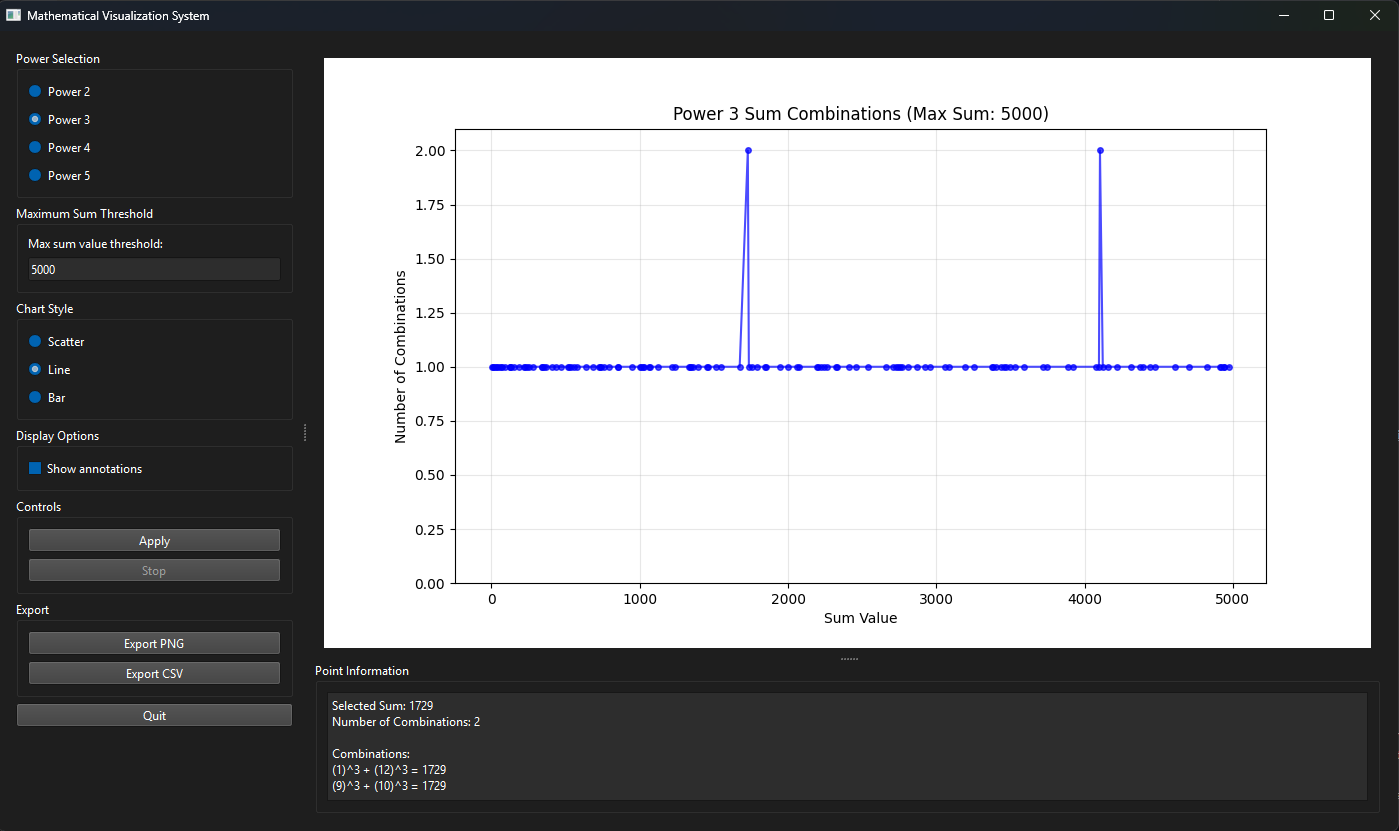 Mathematical Visualization System
Power Selection
Power 2
Power 3
Power 4
Power 5
Maximum Sum Threshold
Max sum value threshold:
5000
Chart Style
Scatter
Line
Bar
Display Options
Show annotations
Controls
Apply
Stop
Export
Export PNG
Export CSV
Quit
Power 3 Sum Combinations (Max Sum: 5000)
Number of Combinations
2.00
1.75
1.50
1.25
1.00
0.75
0.50
0.25
0.00
0 1000 2000 3000 4000 5000
Sum Value
Point Information
Selected Sum: 1729
Number of Combinations: 2
Combinations:
(1)^3 + (12)^3 = 1729
(9)^3 + (10)^3 = 1729